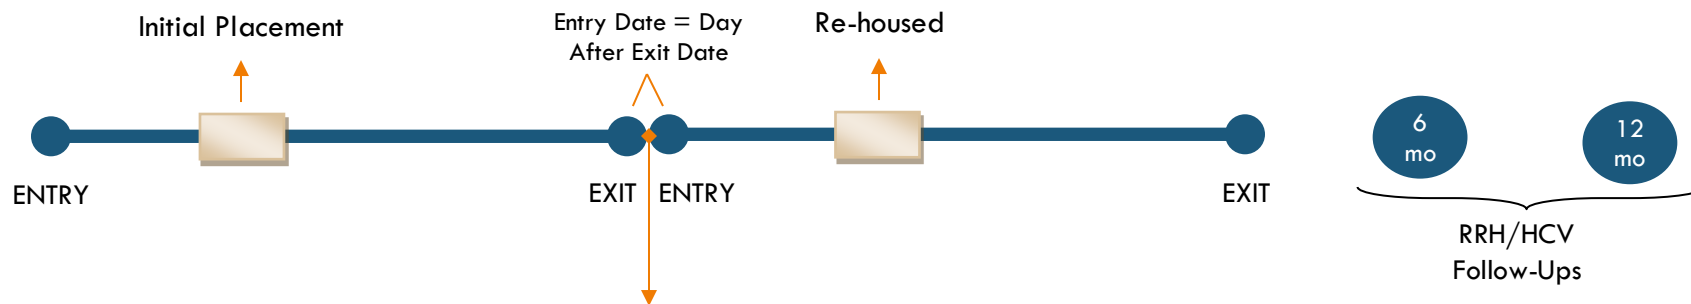 Initial Placement
Entry Date = Day
After Exit Date
Re-housed
6
mo
12
mo
ENTRY
EXIT
ENTRY
EXIT
RRH/HCV
Follow-Ups